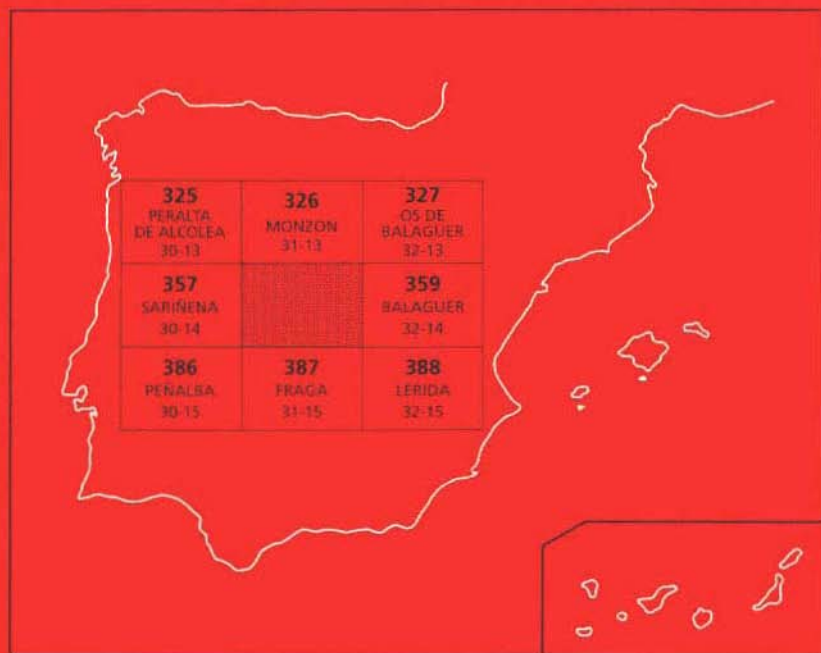 325
PERALTA
DE ALCOLEA
30-13
326
MONZON
31-13
327
OS DE
BALAGUER
32-13
357
SARIÑENA
30-14
359
BALAGUER
32-14
386
PEÑALBA
30-15
387
FRAGA
31-15
388
LERIDA
32-15